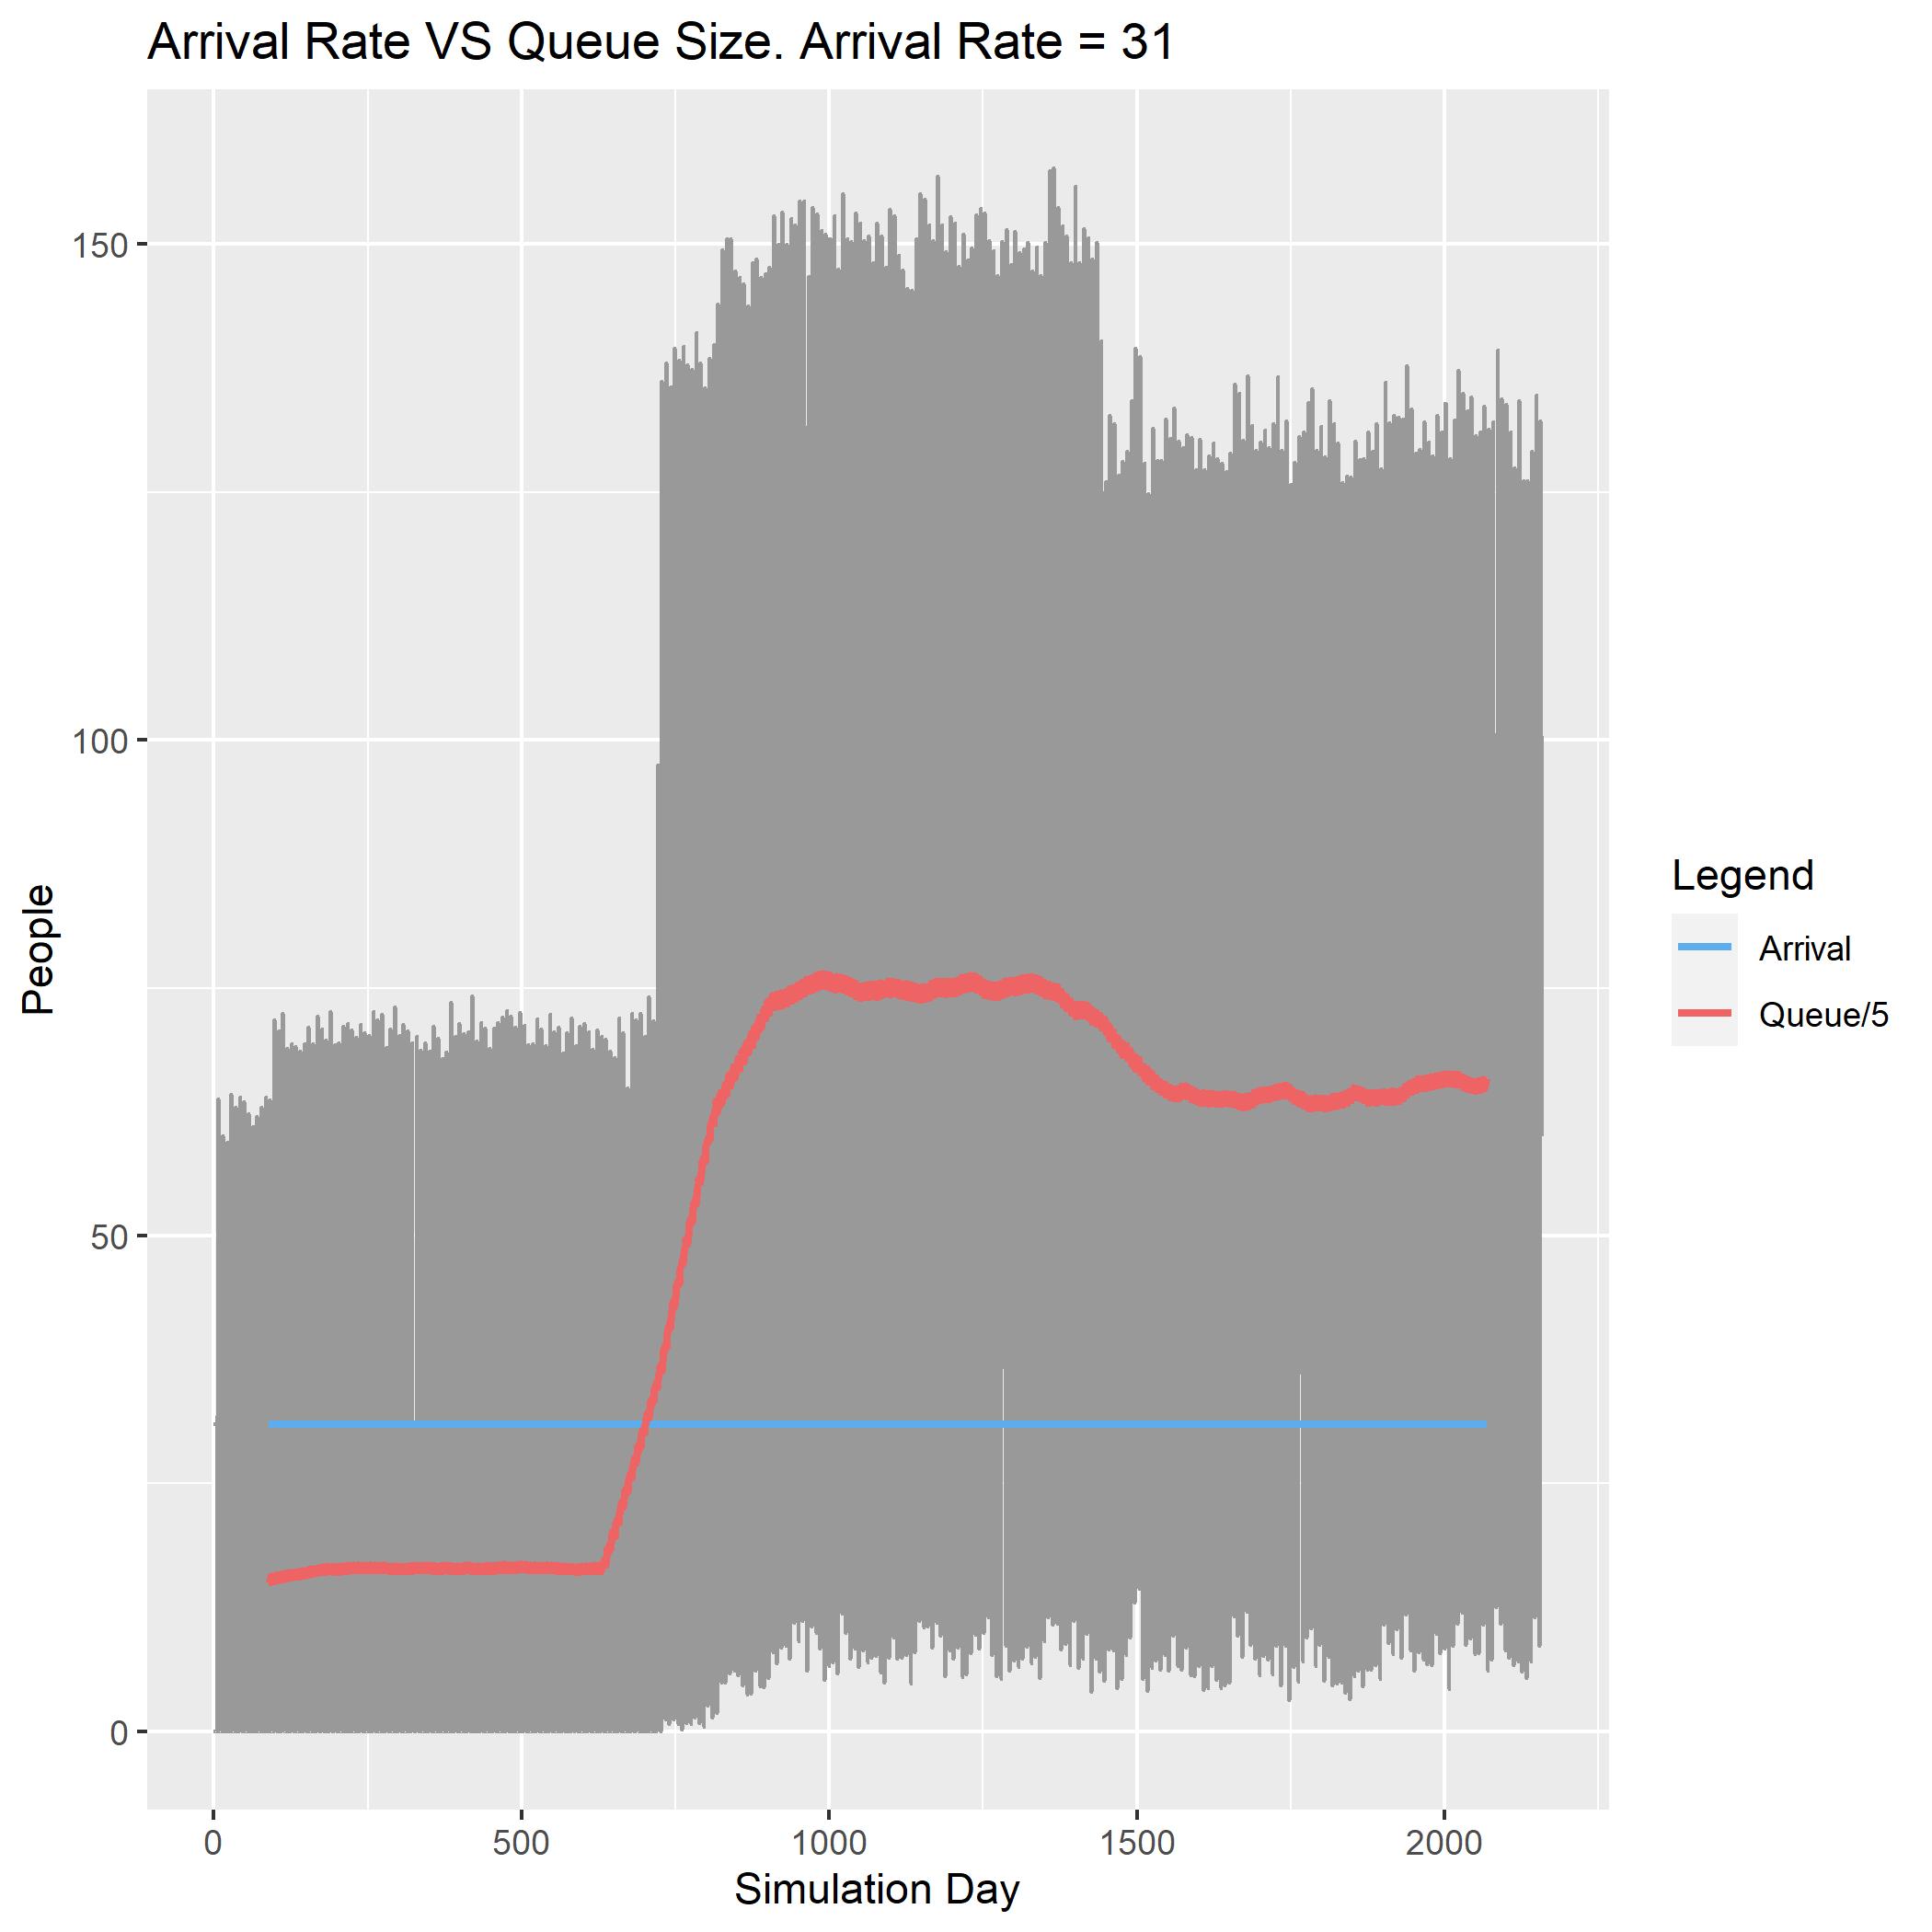 Arrival Rate VS Queue Size. Arrival Rate = 31
150
100
50
0
People
0 500 1000 1500 2000
Simulation Day
Legend
Arrival
Queue/5